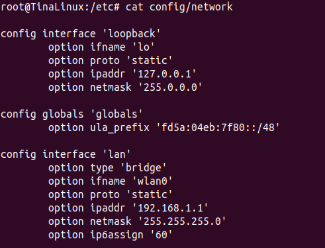 root@TinaLinux:/etc# cat config/network
config interface 'loopback'
option ifname 'lo'
option proto 'static'
option ipaddr '127.0.0.1'
option netmask '255.0.0.0'
config globals 'globals'
option ula_prefix 'fd5a:04eb:7f80::/48'
config interface 'lan'
option type 'bridge'
option ifname 'wlan0'
option proto 'static'
option ipaddr '192.168.1.1'
option netmask '255.255.255.0'
option ip6assign '60'